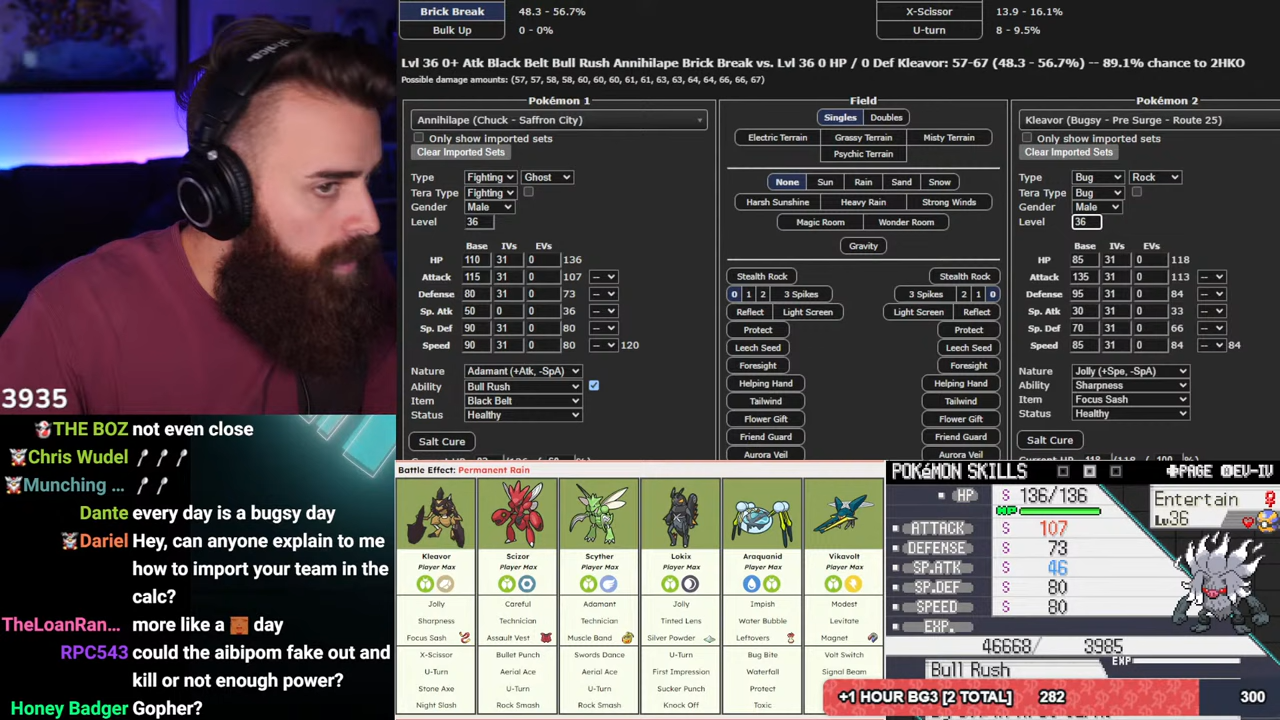 Brick Break 48.3 - 56.7%
Bulk Up 0 - 0%
X-Scissor 13.9 - 16.1%
U-turn 8 - 9.5%
Lvl 36 0+ Atk Black Belt Bull Rush Annihilape Brick Break vs. Lvl 36 0 HP / 0 Def Kleavor: 57-67 (48.3 - 56.7%) -- 89.1% chance to 2HKO
Possible damage amounts: (57, 57, 58, 58, 60, 60, 60, 61, 61, 63, 63, 64, 64, 66, 66, 67)
Pokémon 1
Annihilape (Chuck - Saffron City)
Only show imported sets
Clear Imported Sets
Type Fighting Ghost
Tera Type Fighting
Gender Male
Level 36
Base IVs EVs
HP 110 31 0 136
Attack 115 31 0 107 --
Defense 80 31 0 73 --
Sp. Atk 50 31 0 36 --
Sp. Def 90 31 0 80 --
Speed 90 31 0 80 -- 120
Nature Adamant (+Atk, -SpA)
Ability Bull Rush
Item Black Belt
Status Healthy
Salt Cure
Field
Singles Doubles
Electric Terrain Grassy Terrain Misty Terrain
Psychic Terrain
None Sun Rain Sand Snow
Harsh Sunshine Heavy Rain Strong Winds
Magic Room Wonder Room
Gravity
Stealth Rock Stealth Rock
0 1 2 3 Spikes 3 Spikes 2 1 0
Reflect Light Screen Light Screen Reflect
Protect Protect
Leech Seed Leech Seed
Foresight Foresight
Helping Hand Helping Hand
Tailwind Tailwind
Flower Gift Flower Gift
Friend Guard Friend Guard
Aurora Veil Aurora Veil
Pokémon 2
Kleavor (Bugsy - Pre Surge - Route 25)
Only show imported sets
Clear Imported Sets
Type Bug Rock
Tera Type Bug
Gender Male
Level 36
Base IVs EVs
HP 85 31 0 118
Attack 135 31 0 113 --
Defense 95 31 0 84 --
Sp. Atk 30 31 0 33 --
Sp. Def 70 31 0 66 --
Speed 85 31 0 84 -- 84
Nature Jolly (+Spe, -SpA)
Ability Sharpness
Item Focus Sash
Status Healthy
Salt Cure
3935
THE BOZ not even close
Chris Wudel
Munching ...
Dante every day is a bugsy day
Dariel Hey, can anyone explain to me
how to import your team in the
calc?
TheLoanRan... more like a day
RPC543 could the aibipom fake out and
kill or not enough power?
Honey Badger Gopher?
Battle Effect: Permanent Rain
Kleavor Scizor Scyther Lokix Araquanid Vikavolt
Player Max Player Max Player Max Player Max Player Max Player Max
Jolly Careful Adamant Jolly Impish Modest
Sharpness Technician Technician Tinted Lens Water Bubble Levitate
Focus Sash Assault Vest Muscle Band Silver Powder Leftovers Magnet
X-Scissor Bullet Punch Swords Dance U-Turn Bug Bite Volt Switch
U-Turn Aerial Ace Aerial Ace First Impression Waterfall Signal Beam
Stone Axe U-Turn U-Turn Sucker Punch Protect
Night Slash Rock Smash Rock Smash Knock Off Toxic
POKéMON SKILLS PAGE EV-IV
HP S 136/136
HP
ATTACK S 107
DEFENSE S 73
SP.ATK S 46
SP.DEF S 80
SPEED S 80
EXP.
46668/ 3985
EXP
Bull Rush
Entertain
Lv36
+1 HOUR BG3 [2 TOTAL] 282 300